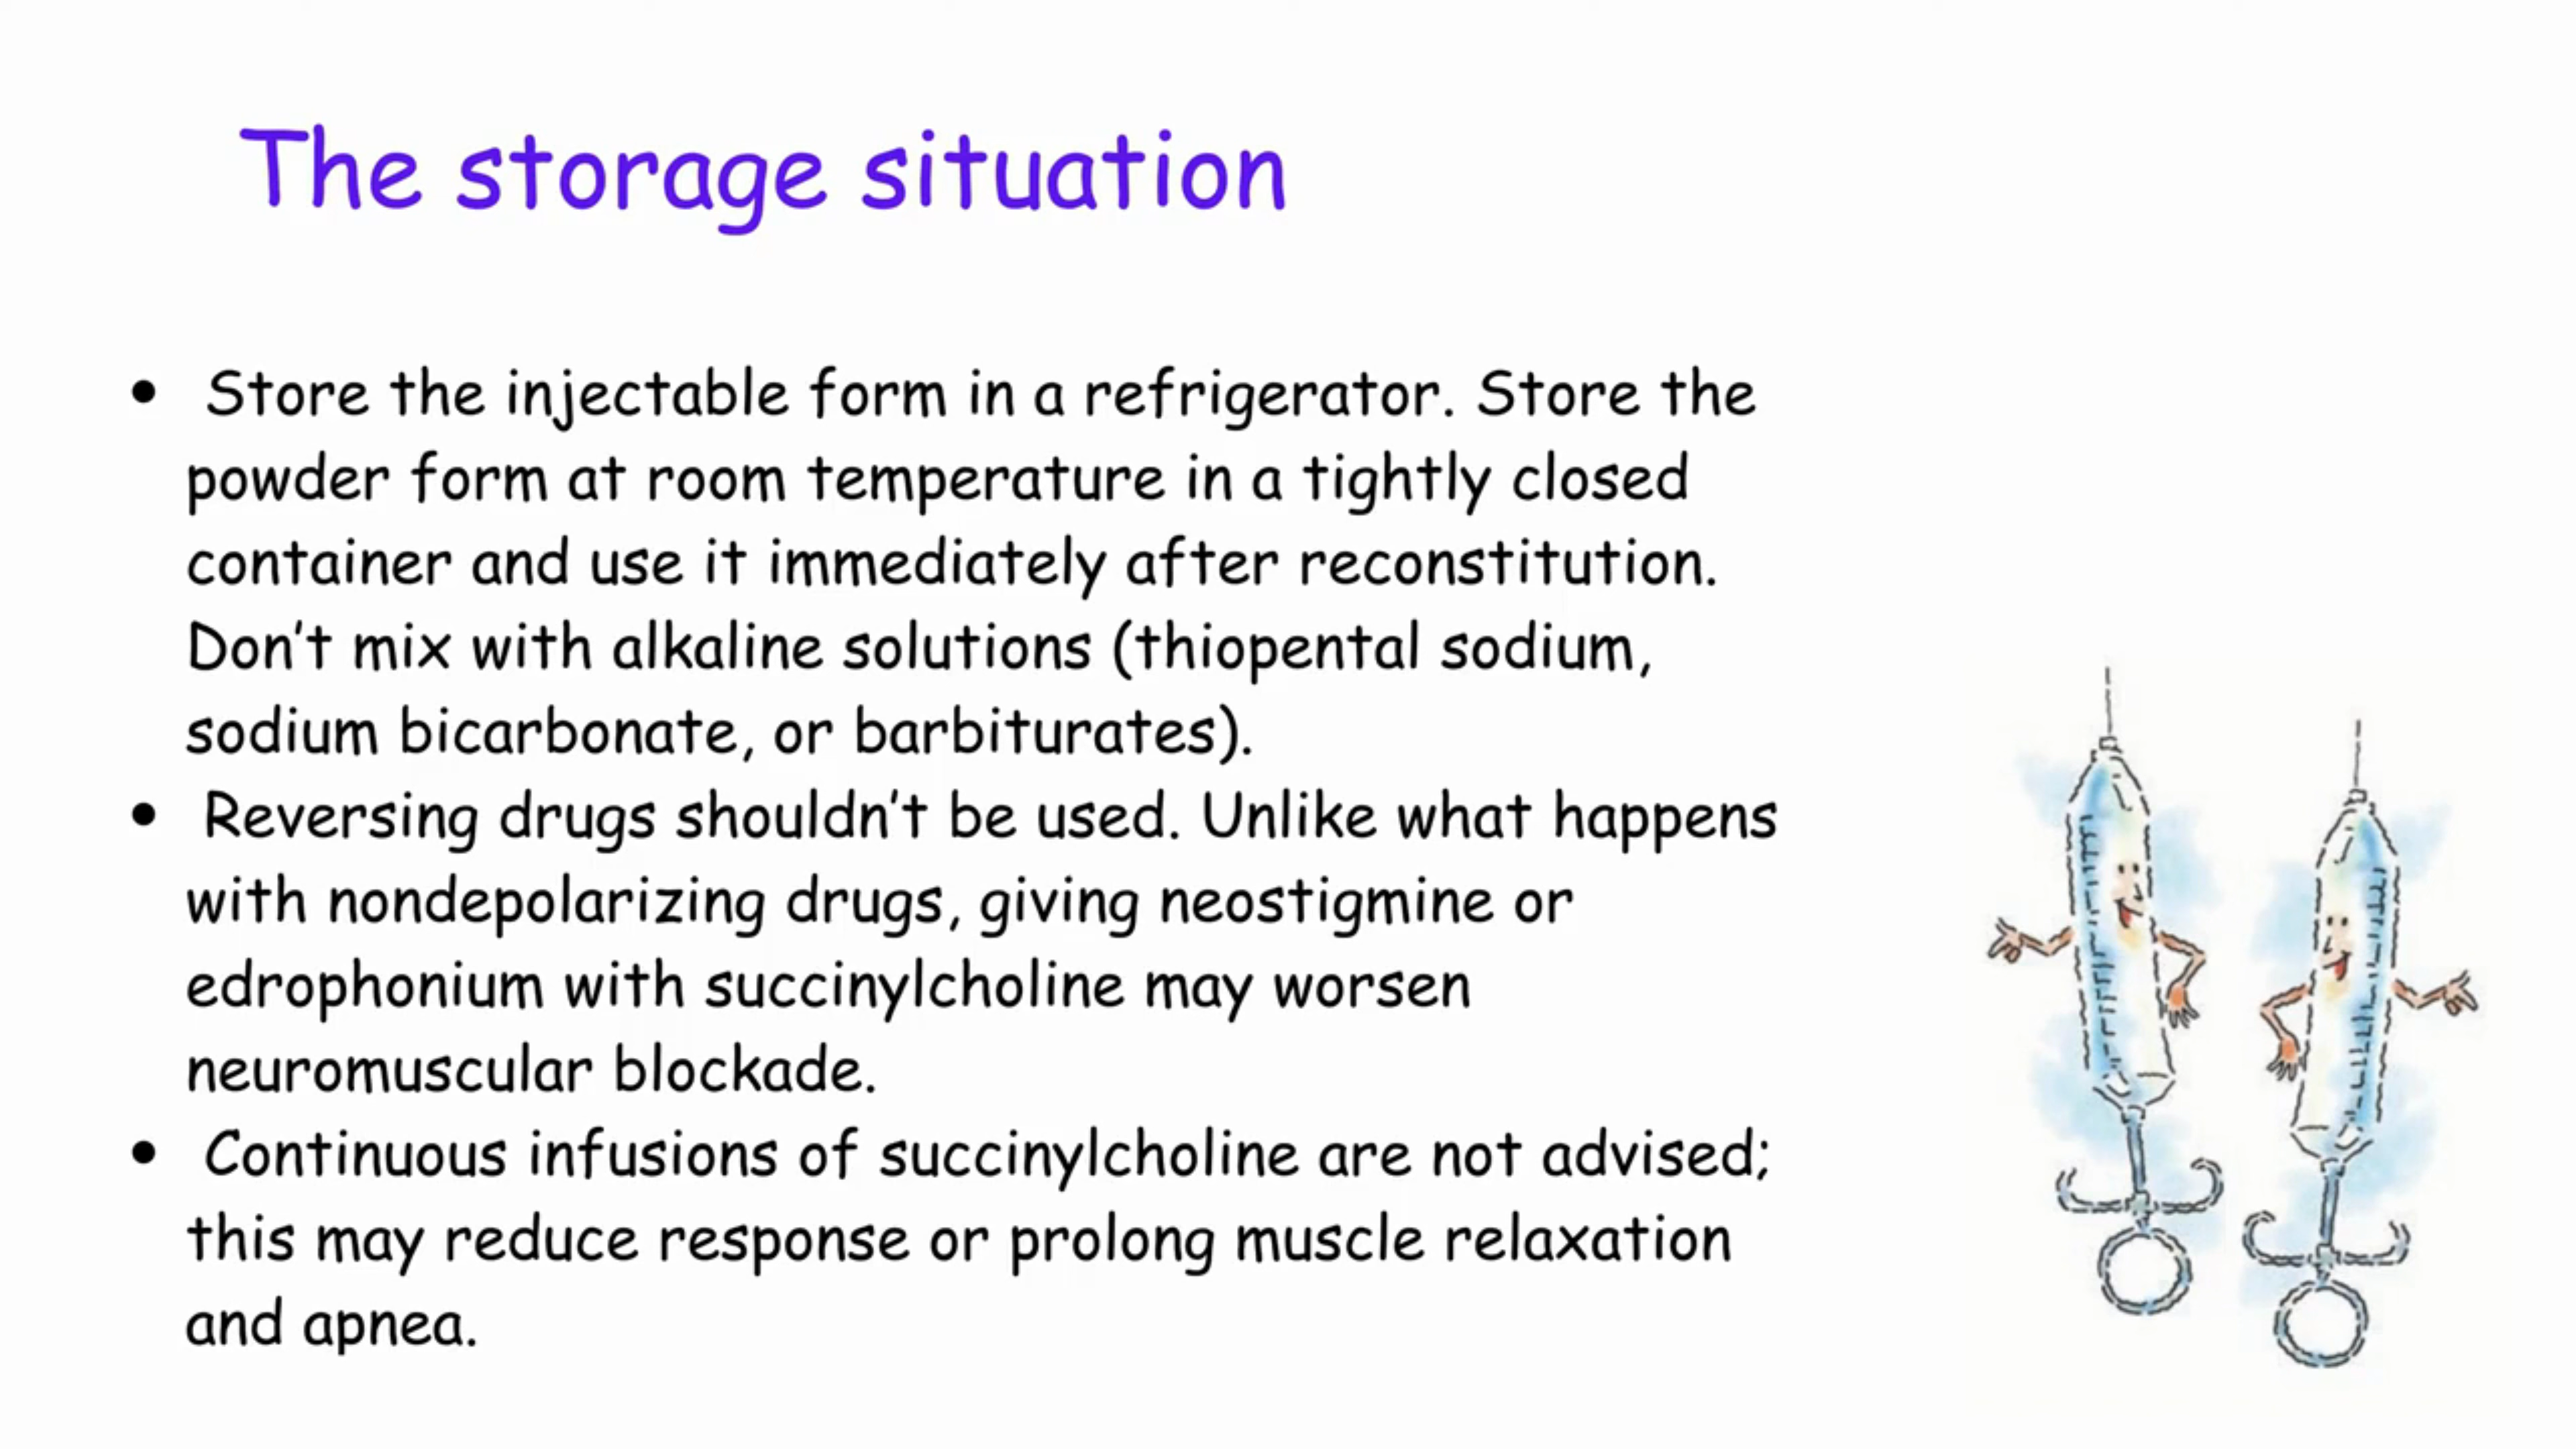 The storage situation
• Store the injectable form in a refrigerator. Store the
powder form at room temperature in a tightly closed
container and use it immediately after reconstitution.
Don't mix with alkaline solutions (thiopental sodium,
sodium bicarbonate, or barbiturates).
• Reversing drugs shouldn't be used. Unlike what happens
with nondepolarizing drugs, giving neostigmine or
edrophonium with succinylcholine may worsen
neuromuscular blockade.
• Continuous infusions of succinylcholine are not advised;
this may reduce response or prolong muscle relaxation
and apnea.